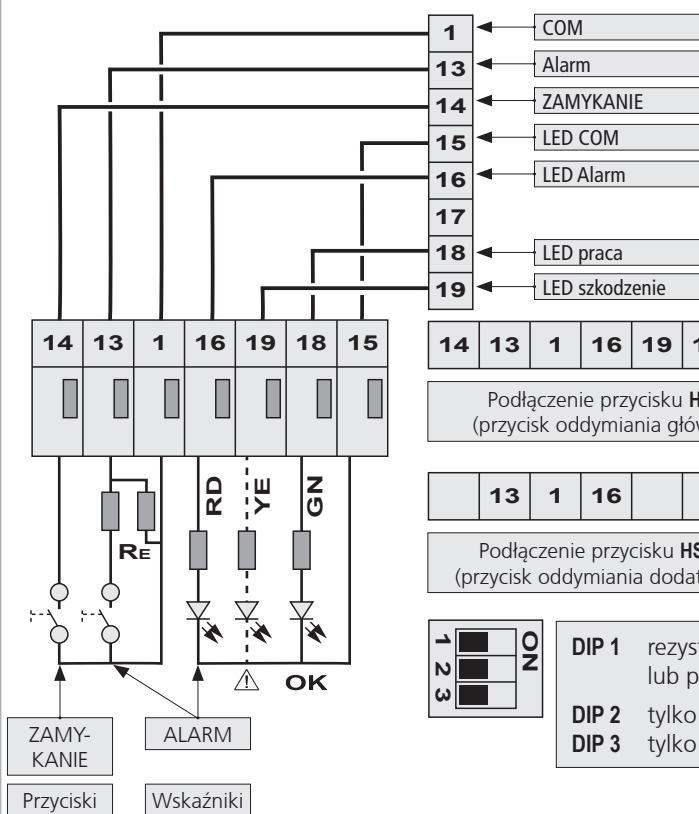 1 COM
13 Alarm
14 ZAMYKANIE
15 LED COM
16 LED Alarm
17
18 LED praca
19 LED szkodzenie
14 13 1 16 19 18 15
14 13 1 16 19
Podłączenie przycisku
(przycisk oddymiania
13 1 16
Podłączenie przycisku
(przycisk oddymiania
RD YE GN
RE
OK
ON
1 2 3
DIP 1
lub
DIP 2 tylko
DIP 3 tylko
ZAMY-
KANIE
ALARM
Przyciski
Wskaźniki